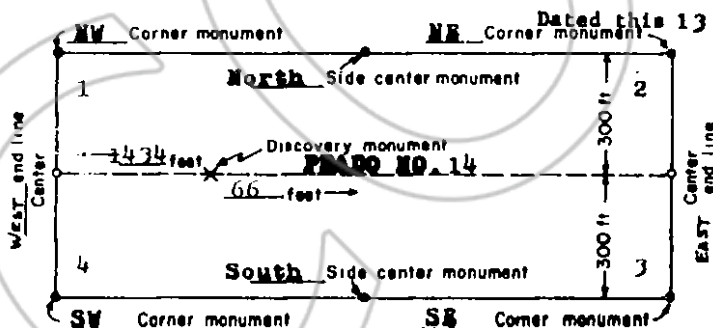 Dated this 13
NW Corner monument NE Corner monument
North Side center monument
1 2
300 ft
Discovery monument
1434 feet PRADO NO. 14
66 feet
WEST end line
Center
Center
EAST end line
300 ft
4 3
South Side center monument
SW Corner monument SE Corner monument